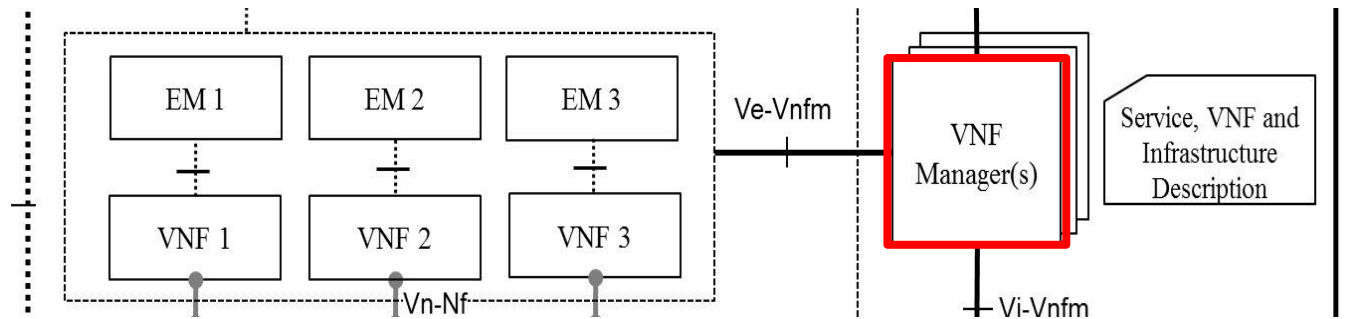 EM 1
EM 2
EM 3
Ve-Vnfm
VNF
Manager(s)
Service, VNF and
Infrastructure
Description
VNF 1
VNF 2
VNF 3
Vn-Nf
Vi-Vnfm